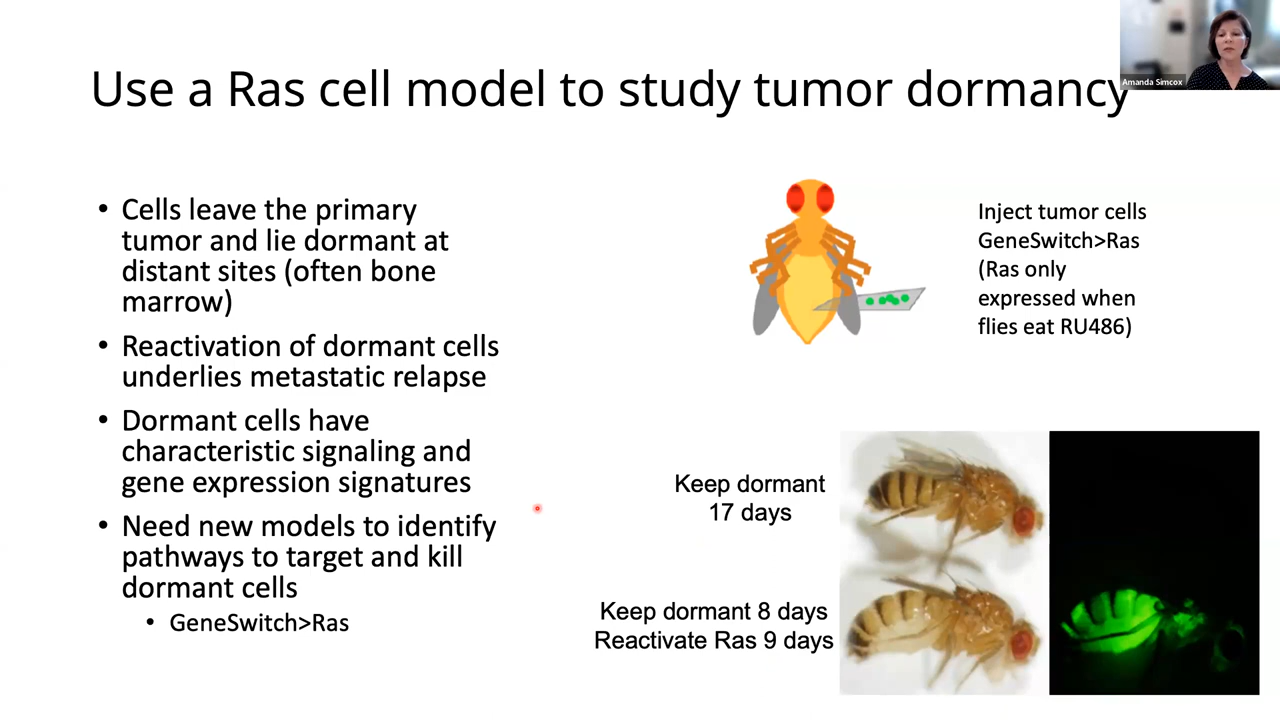 Amanda Simcox
Use a Ras cell model to study tumor dormancy
• Cells leave the primary
tumor and lie dormant at
distant sites (often bone
marrow)
• Reactivation of dormant cells
underlies metastatic relapse
• Dormant cells have
characteristic signaling and
gene expression signatures
• Need new models to identify
pathways to target and kill
dormant cells
• GeneSwitch>Ras
Inject tumor cells
GeneSwitch>Ras
(Ras only
expressed when
flies eat RU486)
Keep dormant
17 days
Keep dormant 8 days
Reactivate Ras 9 days